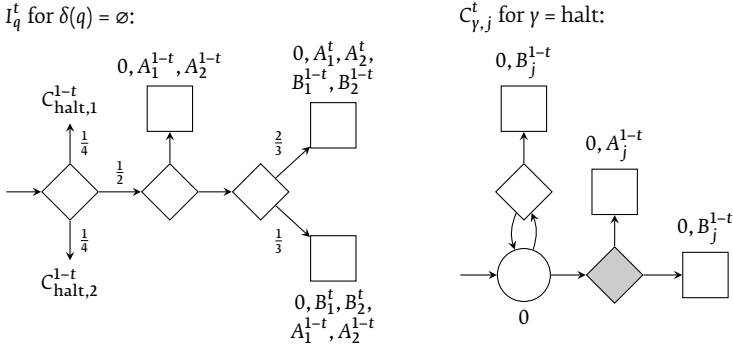 I_q^t for δ(q) = ∅:
C_{γ,j}^t for γ = halt:
0, A_1^{1−t}, A_2^{1−t}
0, A_1^t, A_2^t,
B_1^{1−t}, B_2^{1−t}
0, B_j^{1−t}
C_{halt,1}^{1−t}
1/4
1/2
2/3
0, A_j^{1−t}
1/4
1/3
0, B_j^{1−t}
C_{halt,2}^{1−t}
0, B_1^t, B_2^t,
A_1^{1−t}, A_2^{1−t}
0